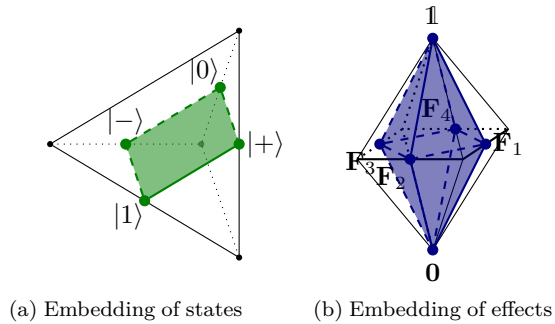 𝟙
|0⟩
|−⟩
|+⟩
|1⟩
F₄
F₁
F₃
F₂
0
(a) Embedding of states
(b) Embedding of effects